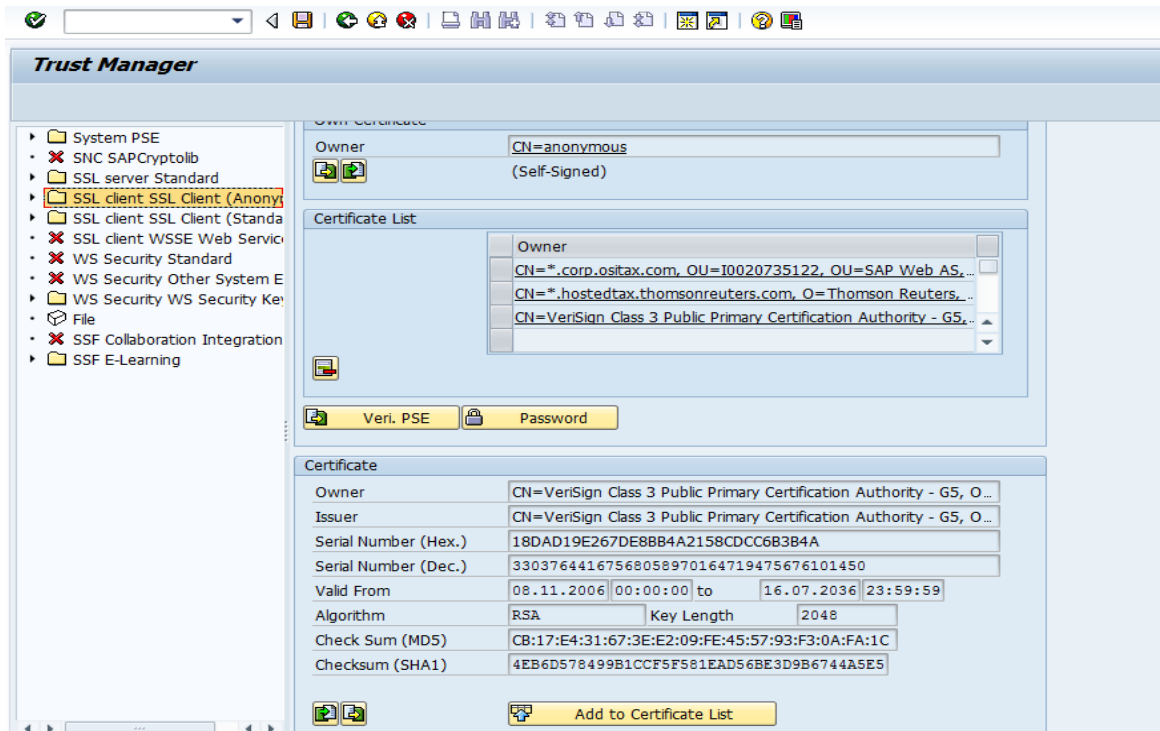 Trust Manager
System PSE
SNC SAPCryptolib
SSL server Standard
SSL client SSL Client (Anony
SSL client SSL Client (Standa
SSL client WSSE Web Servic
WS Security Standard
WS Security Other System E
WS Security WS Security Ke
File
SSF Collaboration Integration
SSF E-Learning
Own Certificate
Owner CN=anonymous
(Self-Signed)
Certificate List
Owner
CN=*.corp.ositax.com, OU=I0020735122, OU=SAP Web AS,...
CN=*.hostedtax.thomsonreuters.com, O=Thomson Reuters, ...
CN=VeriSign Class 3 Public Primary Certification Authority - G5,...
Veri. PSE Password
Certificate
Owner CN=VeriSign Class 3 Public Primary Certification Authority - G5, O...
Issuer CN=VeriSign Class 3 Public Primary Certification Authority - G5, O...
Serial Number (Hex.) 18DAD19E267DE8BB4A2158CDCC6B3B4A
Serial Number (Dec.) 33037644167568058970164719475676101450
Valid From 08.11.2006 00:00:00 to 16.07.2036 23:59:59
Algorithm RSA Key Length 2048
Check Sum (MD5) CB:17:E4:31:67:3E:E2:09:FE:45:57:93:F3:0A:FA:1C
Checksum (SHA1) 4EB6D578499B1CCF5F581EAD56BE3D9B6744A5E5
Add to Certificate List